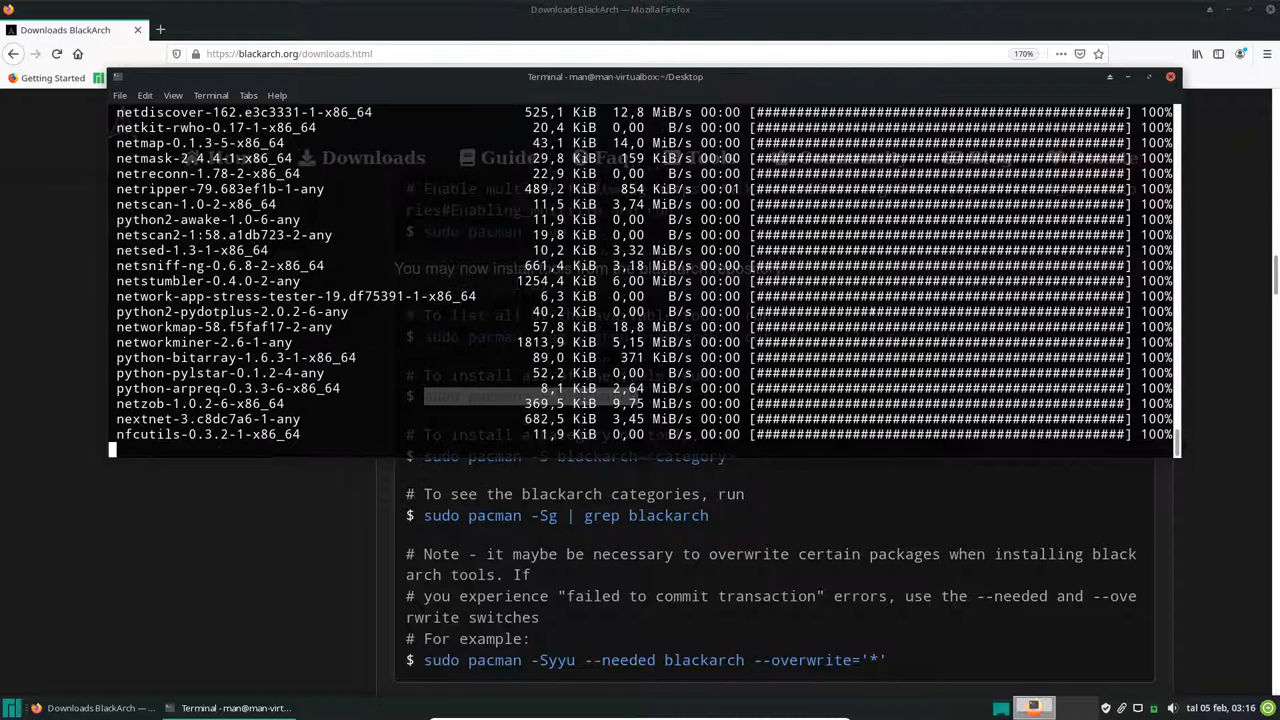 Downloads BlackArch — Mozilla Firefox
Downloads BlackArch
https://blackarch.org/downloads.html
170%
Getting Started
Terminal - man@man-virtualbox:~/Desktop
File Edit View Terminal Tabs Help
netdiscover-162.e3c3331-1-x86_64 525,1 KiB 12,8 MiB/s 00:00 [######################################] 100%
netkit-rwho-0.17-1-x86_64 20,4 KiB 0,00 B/s 00:00 [######################################] 100%
netmap-0.1.3-5-x86_64 43,1 KiB 14,0 MiB/s 00:00 [######################################] 100%
netmask-2.4.4-1-x86_64 29,8 KiB 159 KiB/s 00:00 [######################################] 100%
netreconn-1.78-2-x86_64 22,9 KiB 0,00 B/s 00:00 [######################################] 100%
netripper-79.683ef1b-1-any 489,2 KiB 854 KiB/s 00:01 [######################################] 100%
netscan-1.0-2-x86_64 11,5 KiB 3,74 MiB/s 00:00 [######################################] 100%
python2-awake-1.0-6-any 11,9 KiB 0,00 B/s 00:00 [######################################] 100%
netscan2-1:58.a1db723-2-any 19,8 KiB 0,00 B/s 00:00 [######################################] 100%
netsed-1.3-1-x86_64 10,2 KiB 3,32 MiB/s 00:00 [######################################] 100%
netsniff-ng-0.6.8-2-x86_64 661,4 KiB 3,18 MiB/s 00:00 [######################################] 100%
netstumbler-0.4.0-2-any 1254,4 KiB 6,00 MiB/s 00:00 [######################################] 100%
network-app-stress-tester-19.df75391-1-x86_64 6,3 KiB 0,00 B/s 00:00 [######################################] 100%
python2-pydotplus-2.0.2-6-any 40,2 KiB 0,00 B/s 00:00 [######################################] 100%
networkmap-58.f5faf17-2-any 57,8 KiB 18,8 MiB/s 00:00 [######################################] 100%
networkminer-2.6-1-any 1813,9 KiB 5,15 MiB/s 00:00 [######################################] 100%
python-bitarray-1.6.3-1-x86_64 89,0 KiB 371 KiB/s 00:00 [######################################] 100%
python-pylstar-0.1.2-4-any 52,2 KiB 0,00 B/s 00:00 [######################################] 100%
python-arpreq-0.3.3-6-x86_64 8,1 KiB 2,64 MiB/s 00:00 [######################################] 100%
netzob-1.0.2-6-x86_64 369,5 KiB 9,75 MiB/s 00:00 [######################################] 100%
nextnet-3.c8dc7a6-1-any 682,5 KiB 3,45 MiB/s 00:00 [######################################] 100%
nfcutils-0.3.2-1-x86_64 11,9 KiB 0,00 B/s 00:00 [######################################] 100%
Downloads Guide
$ sudo pacman -S blackarch-<category>
# To see the blackarch categories, run
$ sudo pacman -Sg | grep blackarch
# Note - it maybe be necessary to overwrite certain packages when installing black
arch tools. If
# you experience "failed to commit transaction" errors, use the --needed and --ove
rwrite switches
# For example:
$ sudo pacman -Syyu --needed blackarch --overwrite='*'
Downloads BlackArch — ...
Terminal - man@man-virt...
tal 05 feb, 03:16